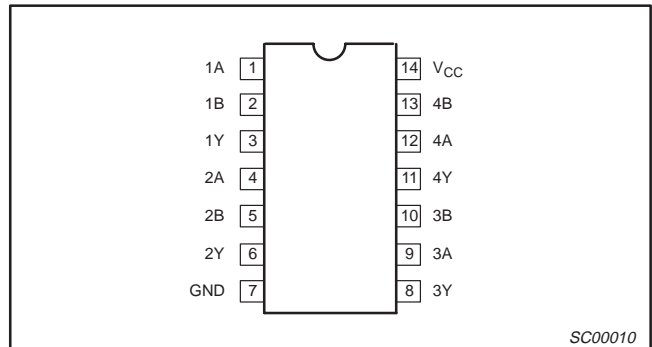 1A 1 14 VCC
1B 2 13 4B
1Y 3 12 4A
2A 4 11 4Y
2B 5 10 3B
2Y 6 9 3A
GND 7 8 3Y
SC00010